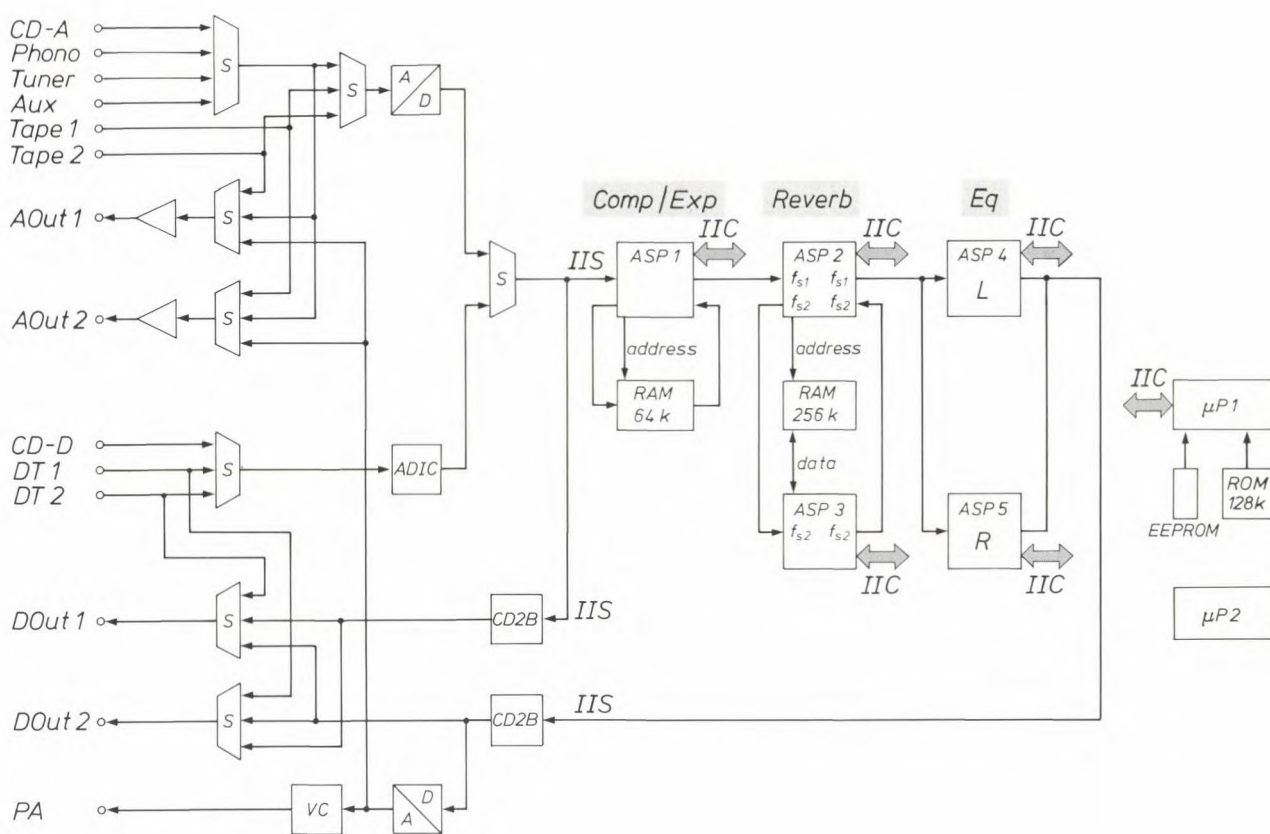 CD-A
Phono
Tuner
Aux
Tape 1
Tape 2
S
S
A
D
AOut 1
S
AOut 2
S
S
IIS
Comp/Exp
ASP 1
IIC
address
RAM
64 k
Reverb
ASP 2
IIC
fs1 fs1
fs2 fs2
address
RAM
256 k
data
ASP 3
fs2 fs2
IIC
Eq
ASP 4
L
IIC
ASP 5
R
IIC
IIC
µP1
EEPROM
ROM
128k
µP2
CD-D
DT 1
DT 2
S
ADIC
DOut 1
S
CD2B
IIS
DOut 2
S
CD2B
IIS
PA
VC
D
A